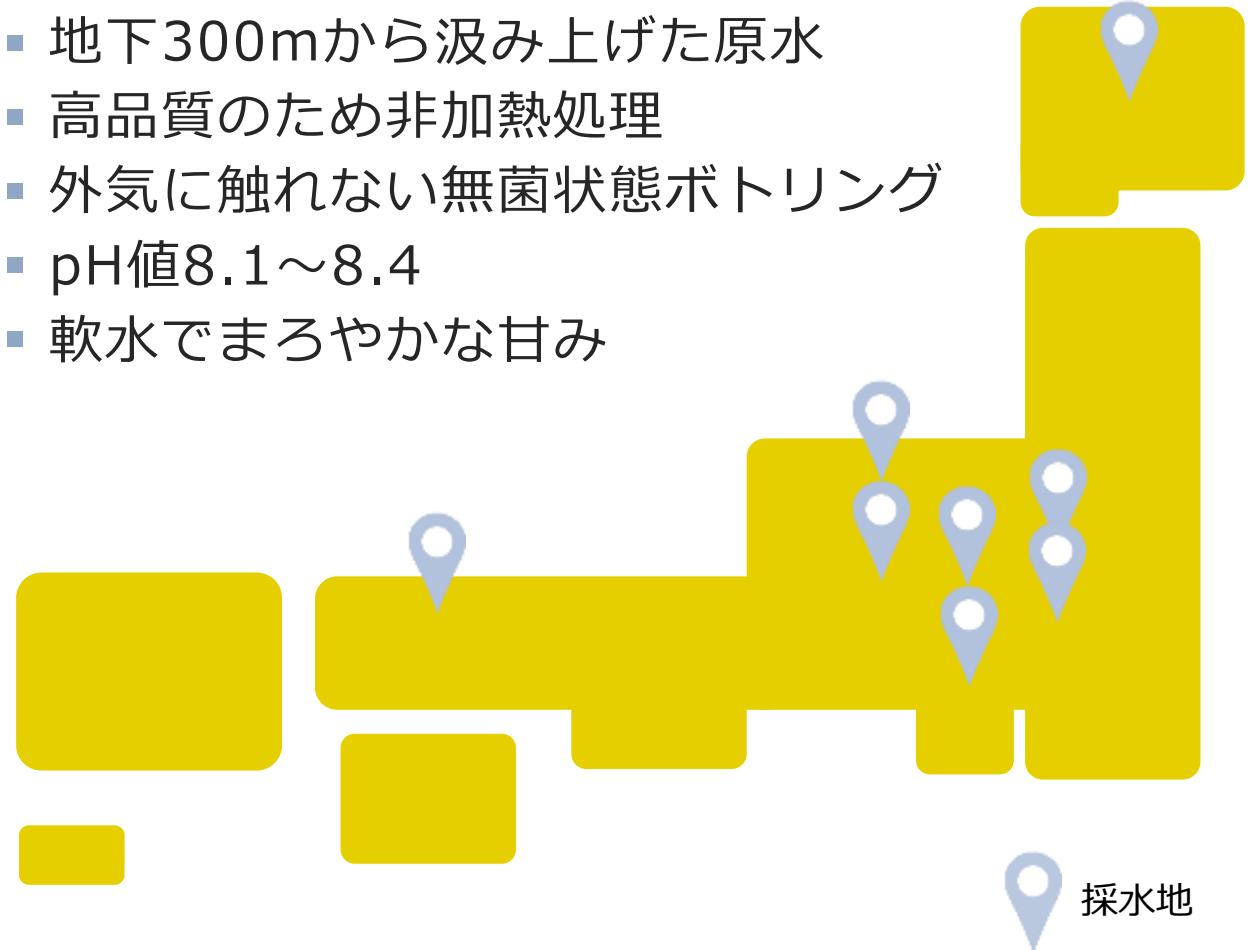 ▪ 地下300mから汲み上げた原水
▪ 高品質のため非加熱処理
▪ 外気に触れない無菌状態ボトリング
▪ pH値8.1～8.4
▪ 軟水でまろやかな甘み
採水地